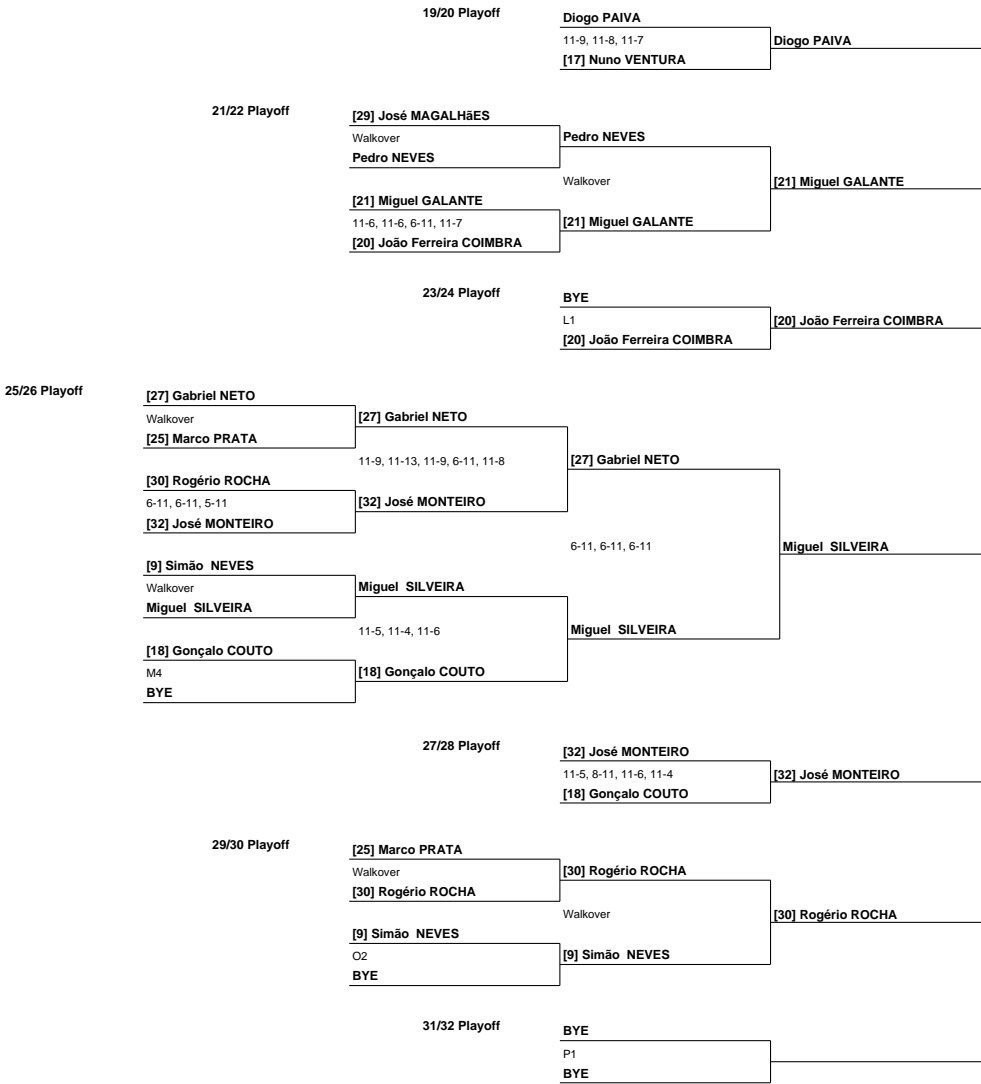 19/20 Playoff
Diogo PAIVA
11-9, 11-8, 11-7
Diogo PAIVA
[17] Nuno VENTURA
21/22 Playoff
[29] José MAGALHãES
Walkover
Pedro NEVES
Pedro NEVES
Walkover
[21] Miguel GALANTE
[21] Miguel GALANTE
11-6, 11-6, 6-11, 11-7
[21] Miguel GALANTE
[20] João Ferreira COIMBRA
23/24 Playoff
BYE
L1
[20] João Ferreira COIMBRA
[20] João Ferreira COIMBRA
25/26 Playoff
[27] Gabriel NETO
Walkover
[27] Gabriel NETO
[25] Marco PRATA
11-9, 11-13, 11-9, 6-11, 11-8
[27] Gabriel NETO
[30] Rogério ROCHA
6-11, 6-11, 5-11
[32] José MONTEIRO
[32] José MONTEIRO
6-11, 6-11, 6-11
Miguel SILVEIRA
[9] Simão NEVES
Walkover
Miguel SILVEIRA
Miguel SILVEIRA
11-5, 11-4, 11-6
Miguel SILVEIRA
[18] Gonçalo COUTO
M4
[18] Gonçalo COUTO
BYE
27/28 Playoff
[32] José MONTEIRO
11-5, 8-11, 11-6, 11-4
[32] José MONTEIRO
[18] Gonçalo COUTO
29/30 Playoff
[25] Marco PRATA
Walkover
[30] Rogério ROCHA
[30] Rogério ROCHA
Walkover
[30] Rogério ROCHA
[9] Simão NEVES
O2
[9] Simão NEVES
BYE
31/32 Playoff
BYE
P1
BYE